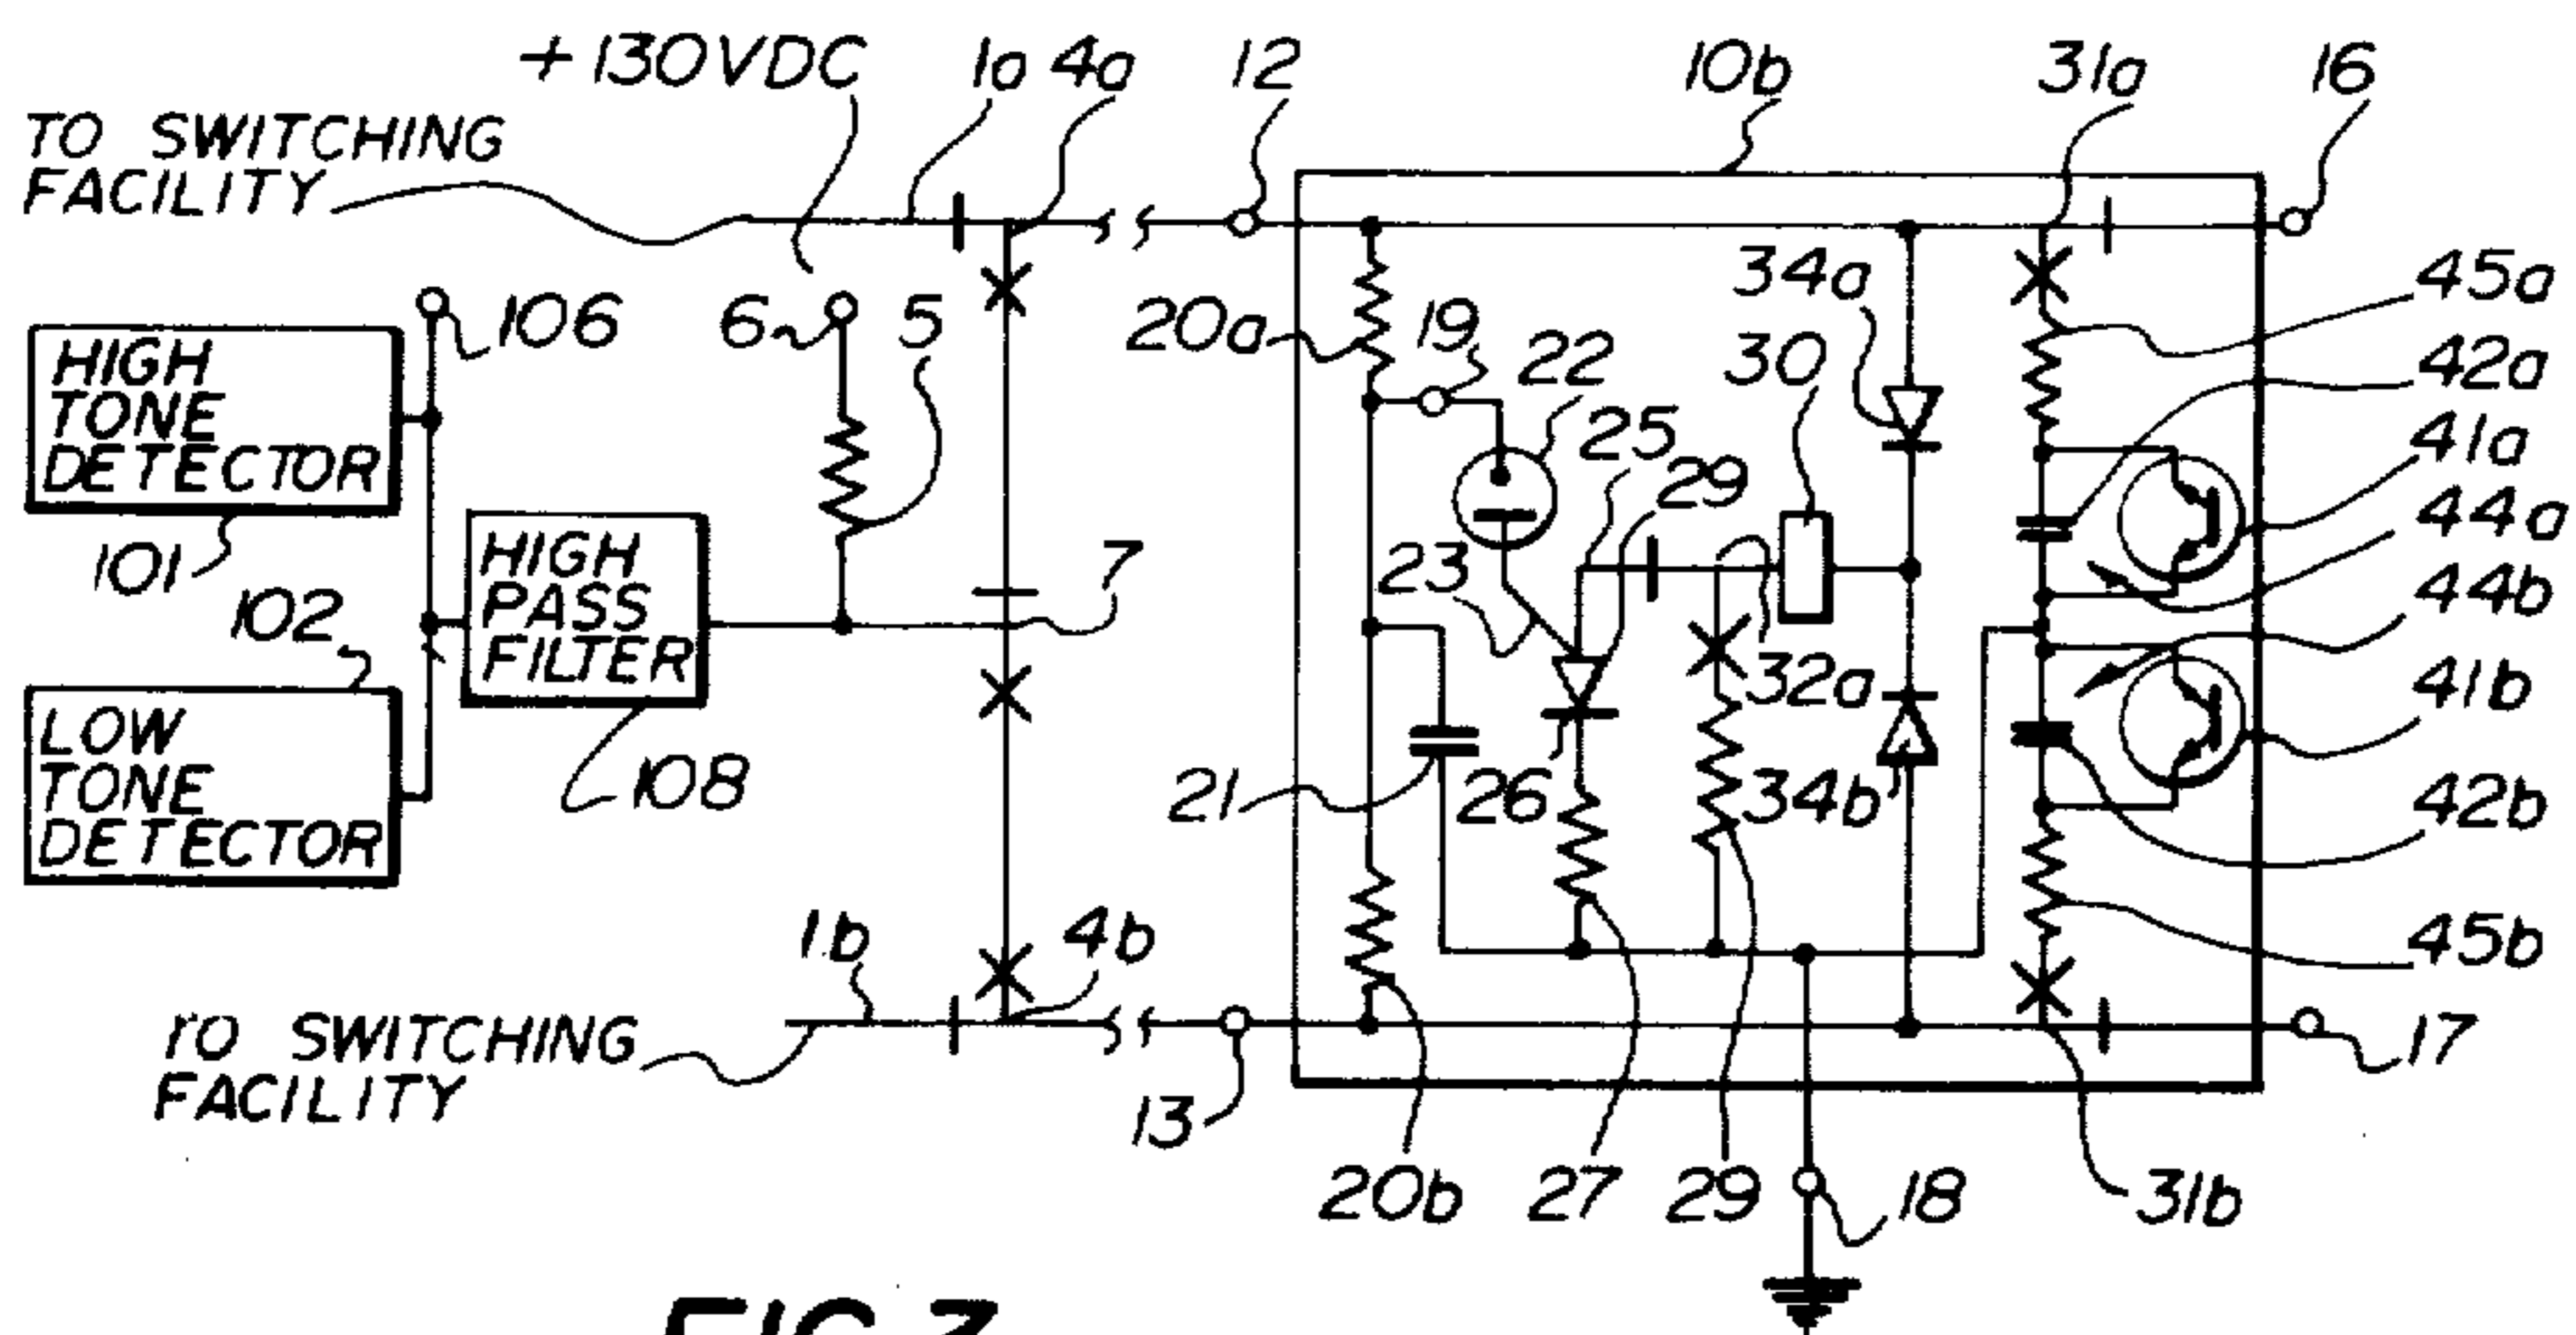 +130VDC
1a
4a
12
10b
31a
16
TO SWITCHING
FACILITY
34a
45a
106
6
5
20a
19
22
30
42a
HIGH
TONE
DETECTOR
25
29
41a
101
HIGH
PASS
FILTER
7
23
44a
102
44b
32a
41b
LOW
TONE
DETECTOR
108
21
26
34b
42b
1b
4b
45b
TO SWITCHING
FACILITY
17
13
20b
27
29
18
31b